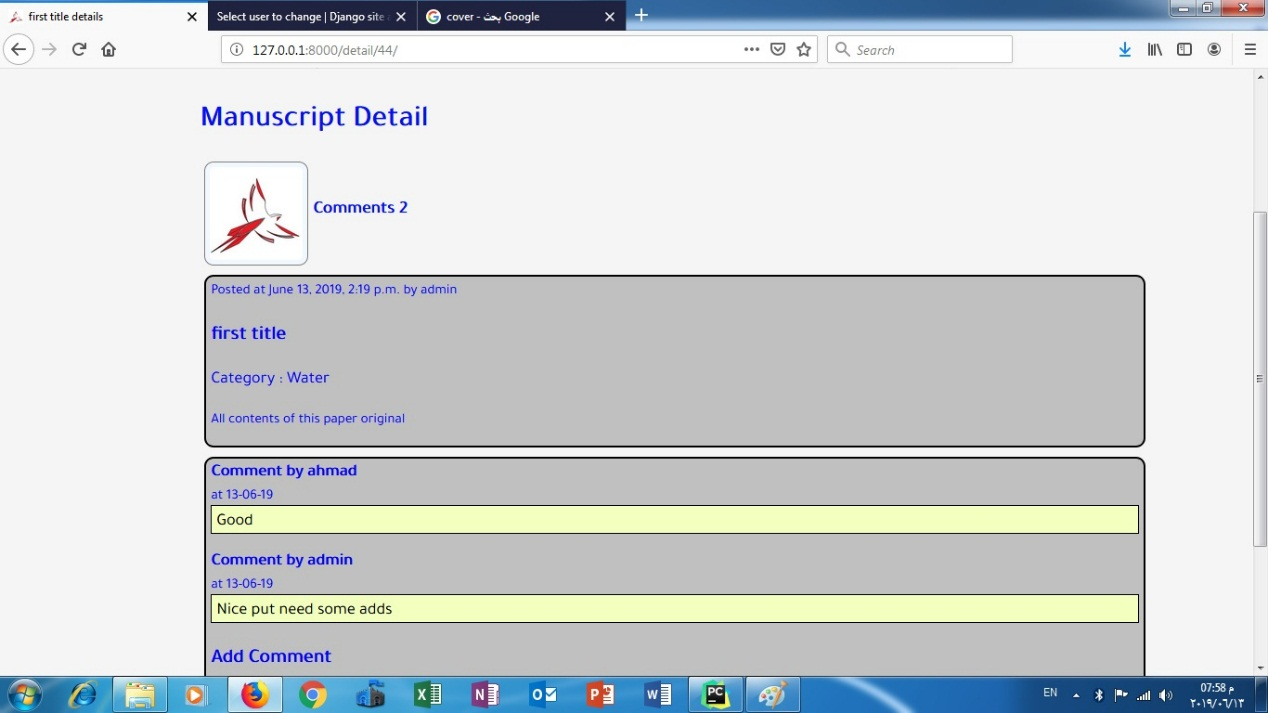 first title details
Select user to change | Django site a
cover - بحث Google
127.0.0.1:8000/detail/44/
Search
Manuscript Detail
Comments 2
Posted at June 13, 2019, 2:19 p.m. by admin
first title
Category : Water
All contents of this paper original
Comment by ahmad
at 13-06-19
Good
Comment by admin
at 13-06-19
Nice put need some adds
Add Comment
EN
07:58 م
٢٠١٩/٠٦/١٣